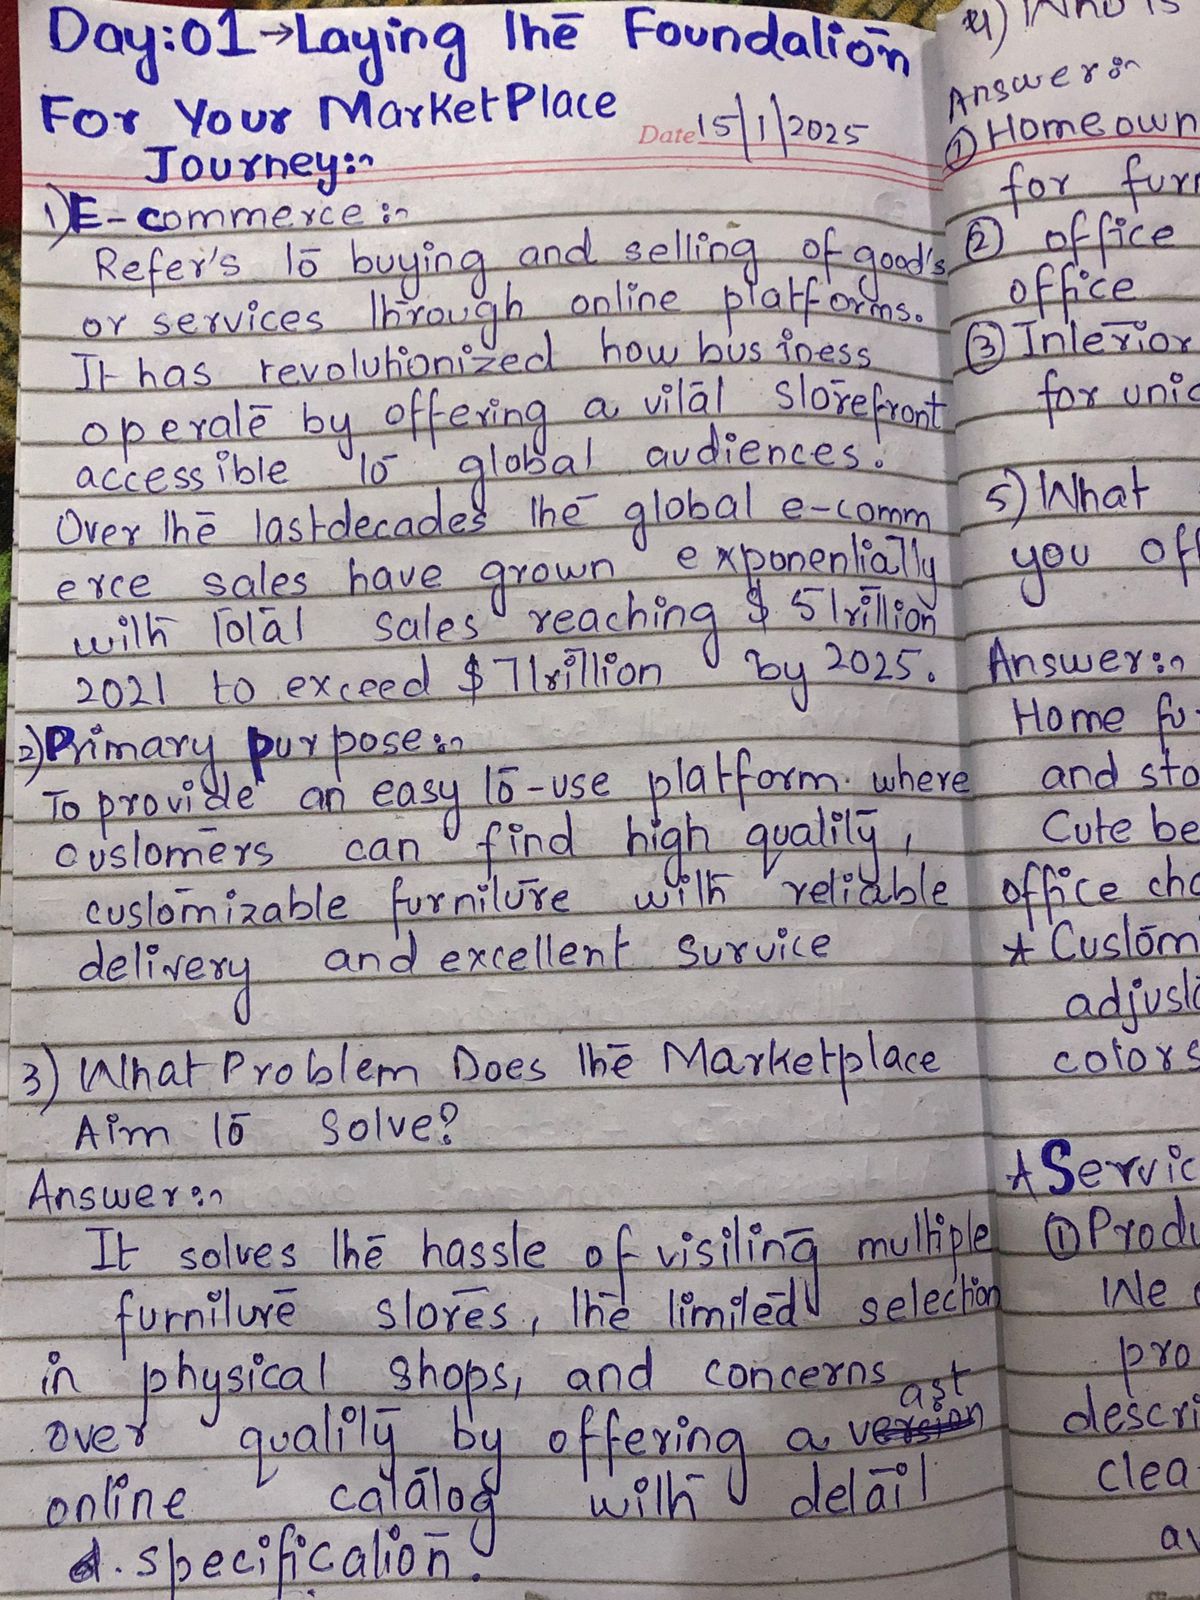 Day:01→Laying The Foundation
For Your MarketPlace
Journey:-
Date 15/1/2025
1) E-commerce:-
Refer's to buying and selling of good's
or services through online platforms.
It has revolutionized how business
operate by offering a vital storefront
accessible to global audiences.
Over the last decades the global e-comm
erce sales have grown exponentially
with total sales reaching $ 5 trillion
2021 to exceed $ 7 trillion by 2025.
2) Primary purpose:-
To provide an easy to-use platform where
customers can find high quality,
customizable furniture with reliable
delivery and excellent survice
3) What Problem Does the Marketplace
Aim to Solve?
Answer:-
It solves the hassle of visiting multiple
furniture stores, the limited selection
in physical shops, and concerns
over quality by offering a vast
online catalog with detail
d. specification.
4) Who is
Answer:-
① Home own
for furn
② office
office
③ Interior
for uniq
5) What
you off
Answer:-
Home fu
and sto
Cute be
office cha
* Custom
adjust
colors
* Servic
① Produ
We
pro
descri
clea
av